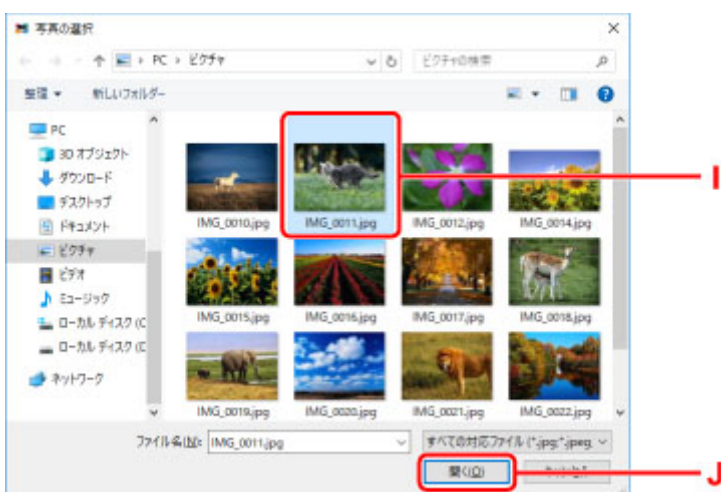 写真の選択
PC › ピクチャ
ピクチャの検索
整理
新しいフォルダー
PC
3D オブジェクト
ダウンロード
デスクトップ
ドキュメント
ピクチャ
ビデオ
ミュージック
ローカル ディスク (C
ローカル ディスク (E
ネットワーク
IMG_0010.jpg
IMG_0011.jpg
IMG_0012.jpg
IMG_0014.jpg
IMG_0015.jpg
IMG_0016.jpg
IMG_0017.jpg
IMG_0018.jpg
IMG_0019.jpg
IMG_0020.jpg
IMG_0021.jpg
IMG_0022.jpg
I
ファイル名(N): IMG_0011.jpg
すべての対応ファイル (*.jpg;*.jpeg,
開く(O)
J